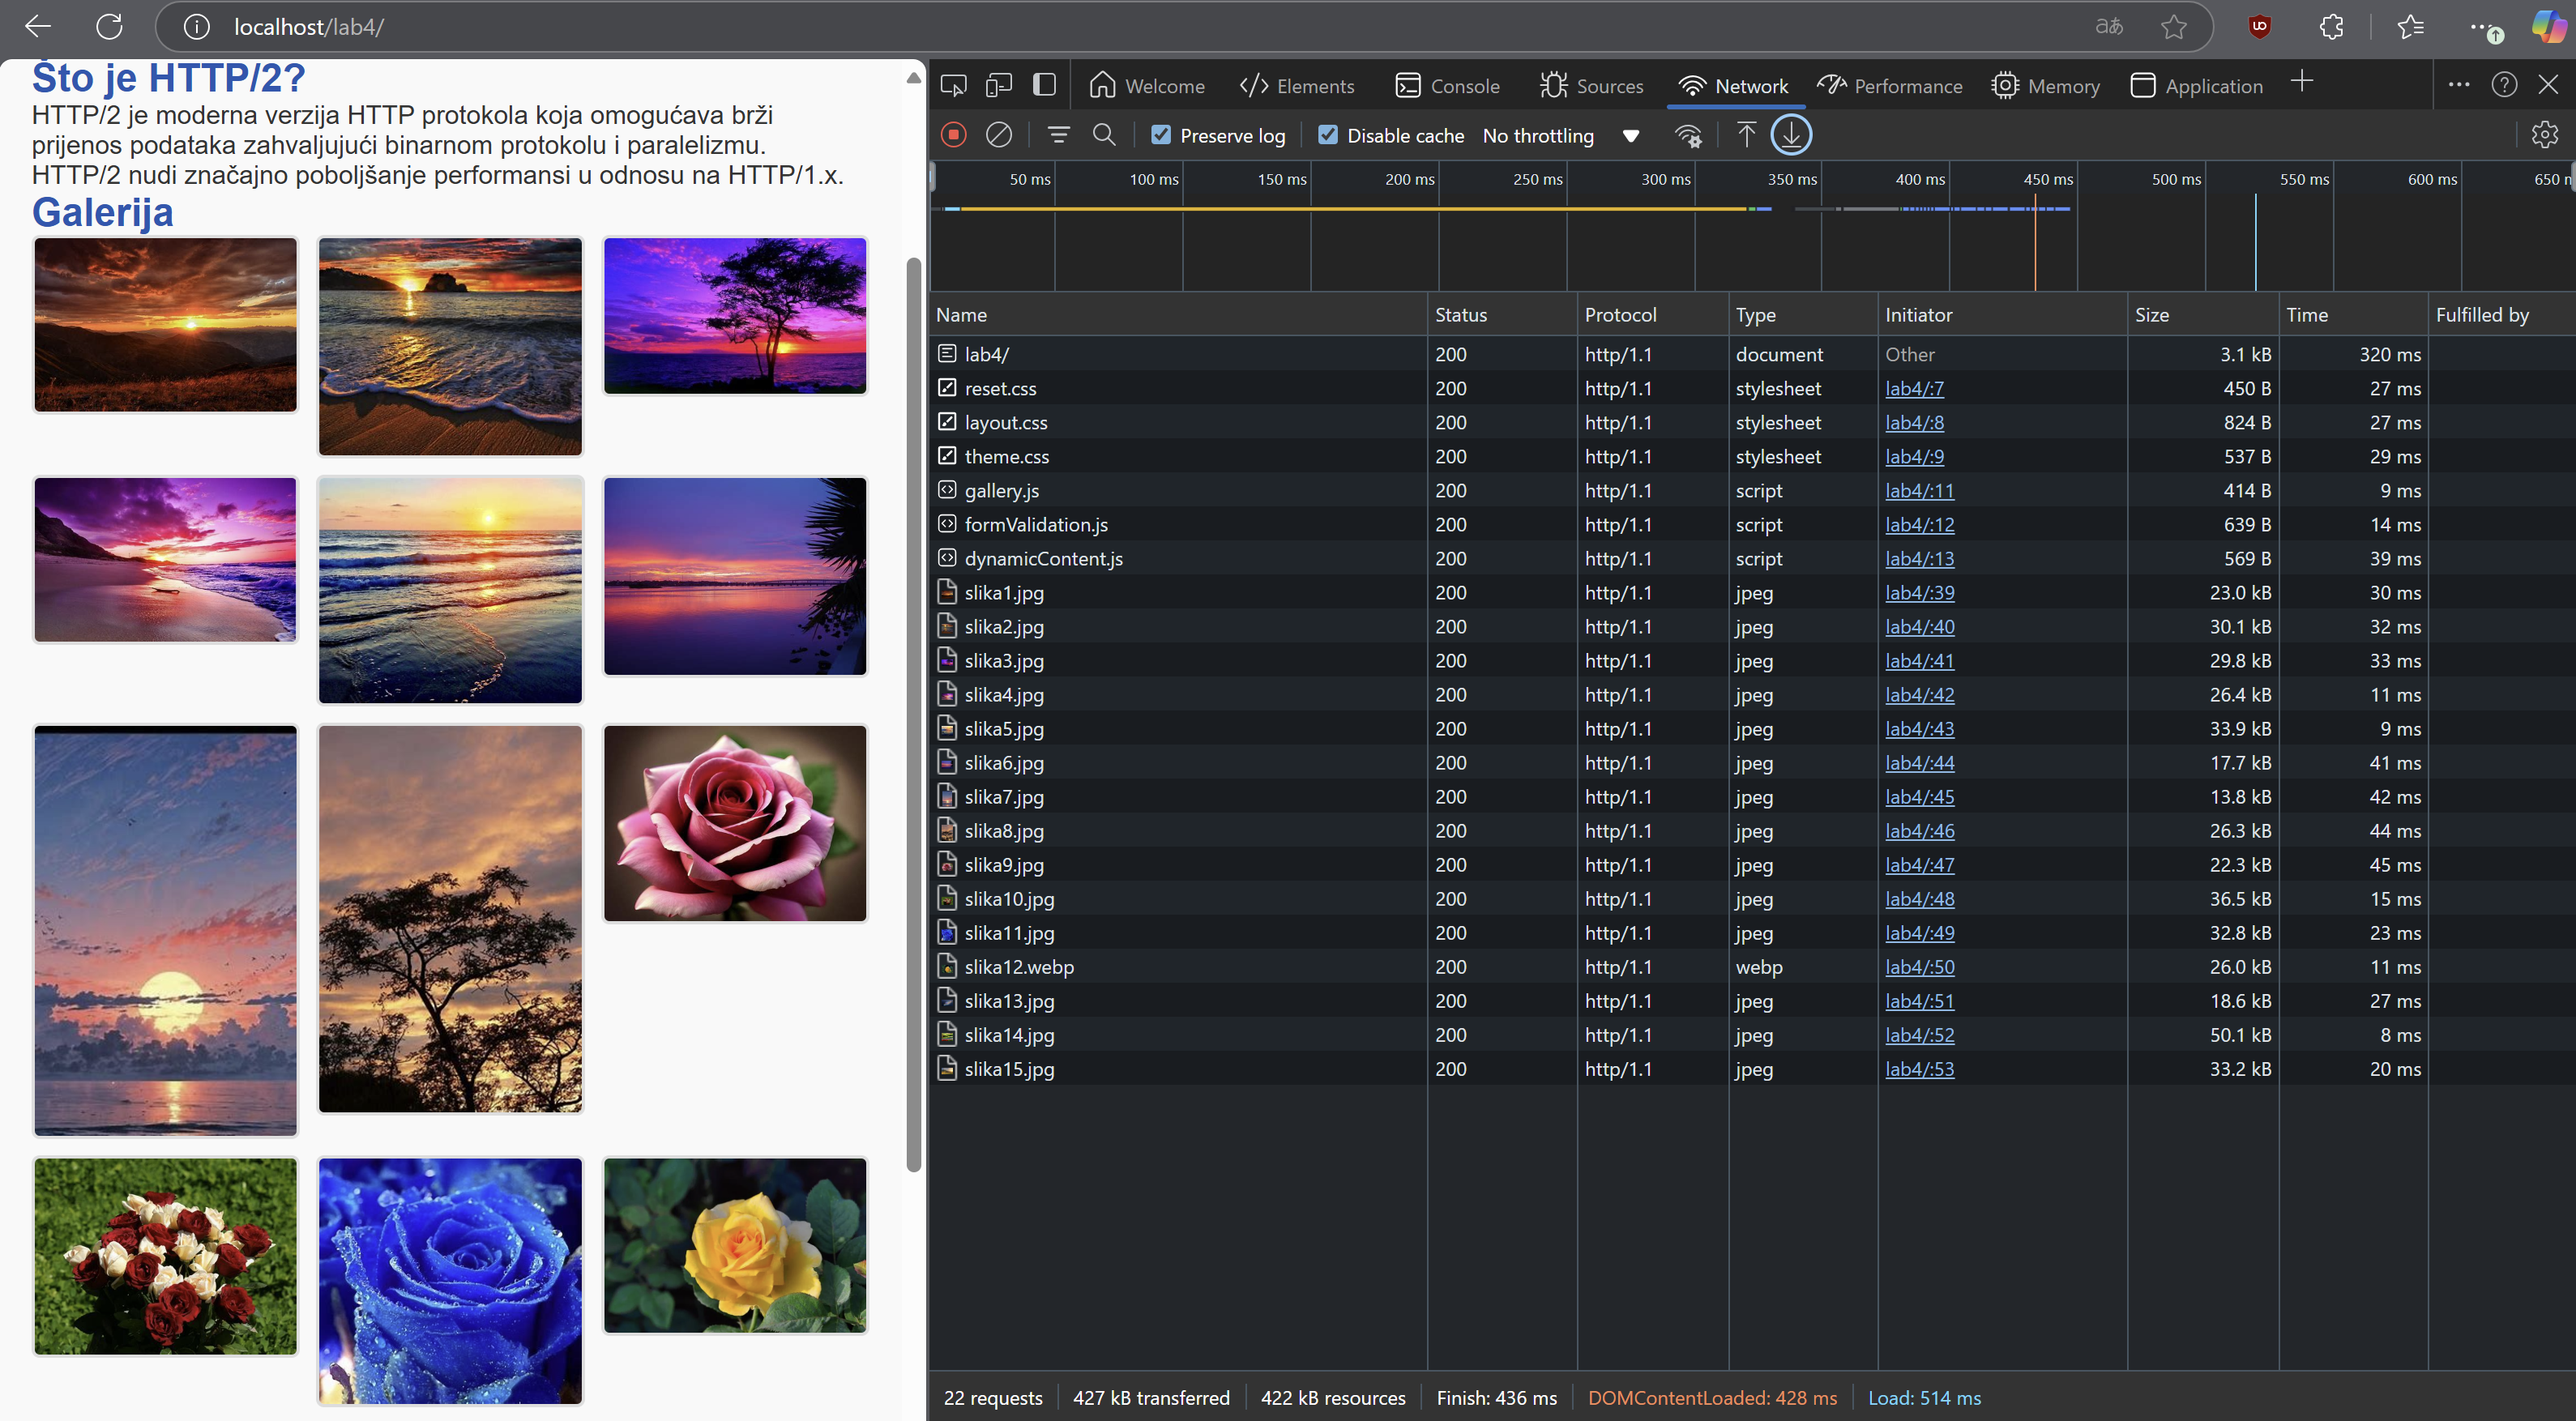 localhost/lab4/
Što je HTTP/2?
HTTP/2 je moderna verzija HTTP protokola koja omogućava brži
prijenos podataka zahvaljujući binarnom protokolu i paralelizmu.
HTTP/2 nudi značajno poboljšanje performansi u odnosu na HTTP/1.x.
Galerija
Welcome Elements Console Sources Network Performance Memory Application
Preserve log Disable cache No throttling
50 ms 100 ms 150 ms 200 ms 250 ms 300 ms 350 ms 400 ms 450 ms 500 ms 550 ms 600 ms 650
Name Status Protocol Type Initiator Size Time Fulfilled by
lab4/ 200 http/1.1 document Other 3.1 kB 320 ms
reset.css 200 http/1.1 stylesheet lab4/:7 450 B 27 ms
layout.css 200 http/1.1 stylesheet lab4/:8 824 B 27 ms
theme.css 200 http/1.1 stylesheet lab4/:9 537 B 29 ms
gallery.js 200 http/1.1 script lab4/:11 414 B 9 ms
formValidation.js 200 http/1.1 script lab4/:12 639 B 14 ms
dynamicContent.js 200 http/1.1 script lab4/:13 569 B 39 ms
slika1.jpg 200 http/1.1 jpeg lab4/:39 23.0 kB 30 ms
slika2.jpg 200 http/1.1 jpeg lab4/:40 30.1 kB 32 ms
slika3.jpg 200 http/1.1 jpeg lab4/:41 29.8 kB 33 ms
slika4.jpg 200 http/1.1 jpeg lab4/:42 26.4 kB 11 ms
slika5.jpg 200 http/1.1 jpeg lab4/:43 33.9 kB 9 ms
slika6.jpg 200 http/1.1 jpeg lab4/:44 17.7 kB 41 ms
slika7.jpg 200 http/1.1 jpeg lab4/:45 13.8 kB 42 ms
slika8.jpg 200 http/1.1 jpeg lab4/:46 26.3 kB 44 ms
slika9.jpg 200 http/1.1 jpeg lab4/:47 22.3 kB 45 ms
slika10.jpg 200 http/1.1 jpeg lab4/:48 36.5 kB 15 ms
slika11.jpg 200 http/1.1 jpeg lab4/:49 32.8 kB 23 ms
slika12.webp 200 http/1.1 webp lab4/:50 26.0 kB 11 ms
slika13.jpg 200 http/1.1 jpeg lab4/:51 18.6 kB 27 ms
slika14.jpg 200 http/1.1 jpeg lab4/:52 50.1 kB 8 ms
slika15.jpg 200 http/1.1 jpeg lab4/:53 33.2 kB 20 ms
22 requests 427 kB transferred 422 kB resources Finish: 436 ms DOMContentLoaded: 428 ms Load: 514 ms